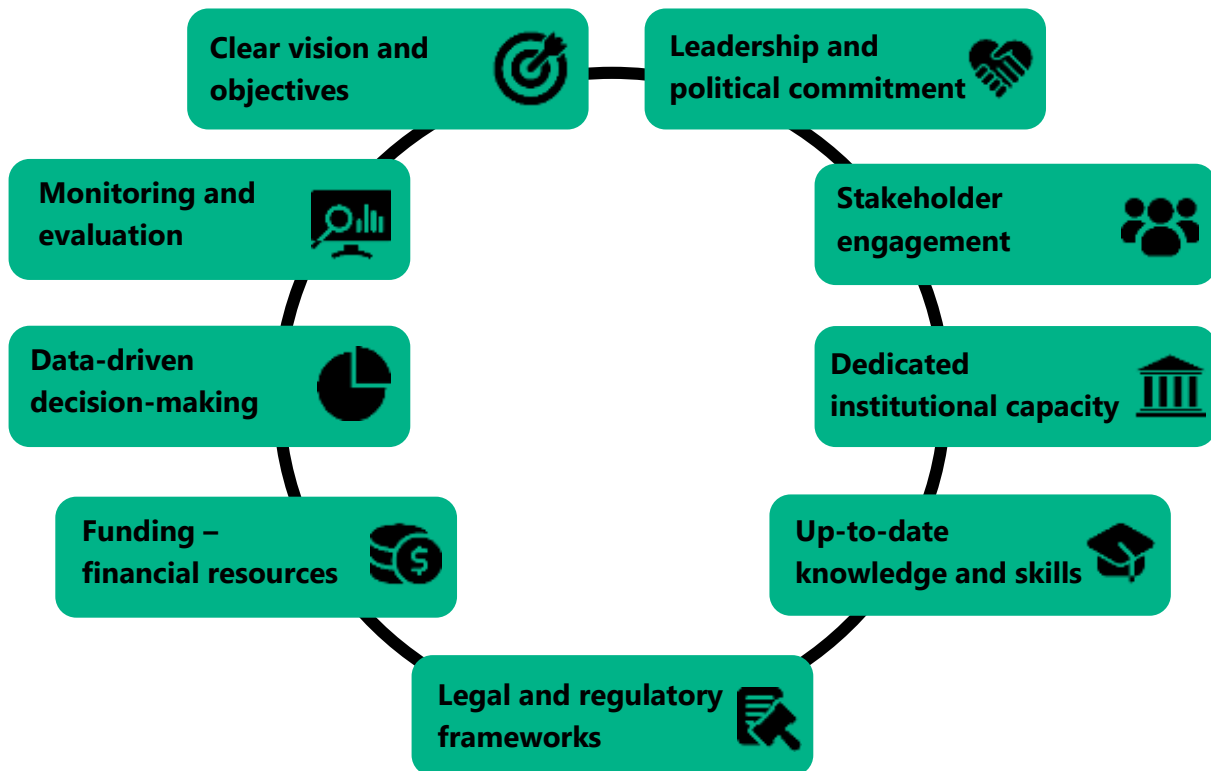 Clear vision and
objectives
Leadership and
political commitment
Monitoring and
evaluation
Stakeholder
engagement
Data-driven
decision-making
Dedicated
institutional capacity
Funding –
financial resources
$
Up-to-date
knowledge and skills
Legal and regulatory
frameworks